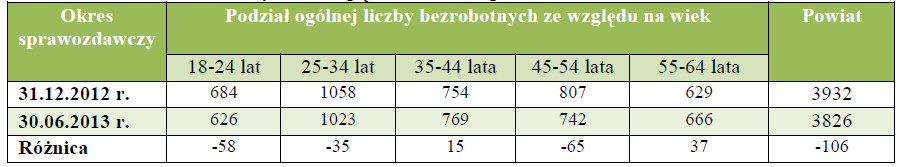 Okres sprawozdawczy Podział ogólnej liczby bezrobotnych ze względu na wiek Powiat
18-24 lat 25-34 lat 35-44 lata 45-54 lata 55-64 lata
31.12.2012 r. 684 1058 754 807 629 3932
30.06.2013 r. 626 1023 769 742 666 3826
Różnica -58 -35 15 -65 37 -106